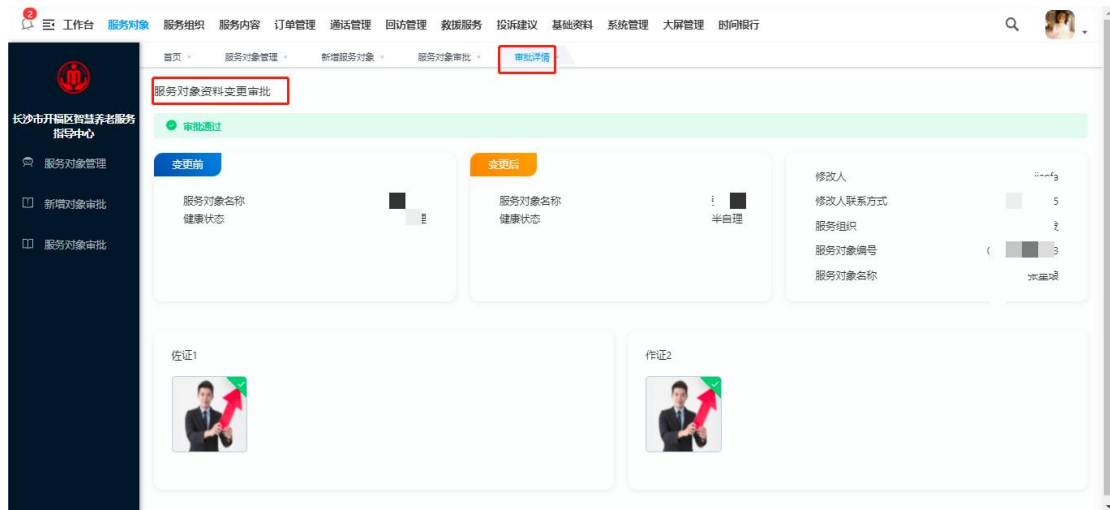 2
工作台 服务对象 服务组织 服务内容 订单管理 通话管理 回访管理 救援服务 投诉建议 基础资料 系统管理 大屏管理 时间银行
首页 × 服务对象管理 × 新增服务对象 × 服务对象审批 × 审批详情
长沙市开福区智慧养老服务
指导中心
服务对象管理
新增对象审批
服务对象审批
服务对象资料变更审批
审批通过
变更前
服务对象名称
健康状态
变更后
服务对象名称
健康状态 半自理
修改人
修改人联系方式 5
服务组织
服务对象编号 3
服务对象名称
佐证1
作证2